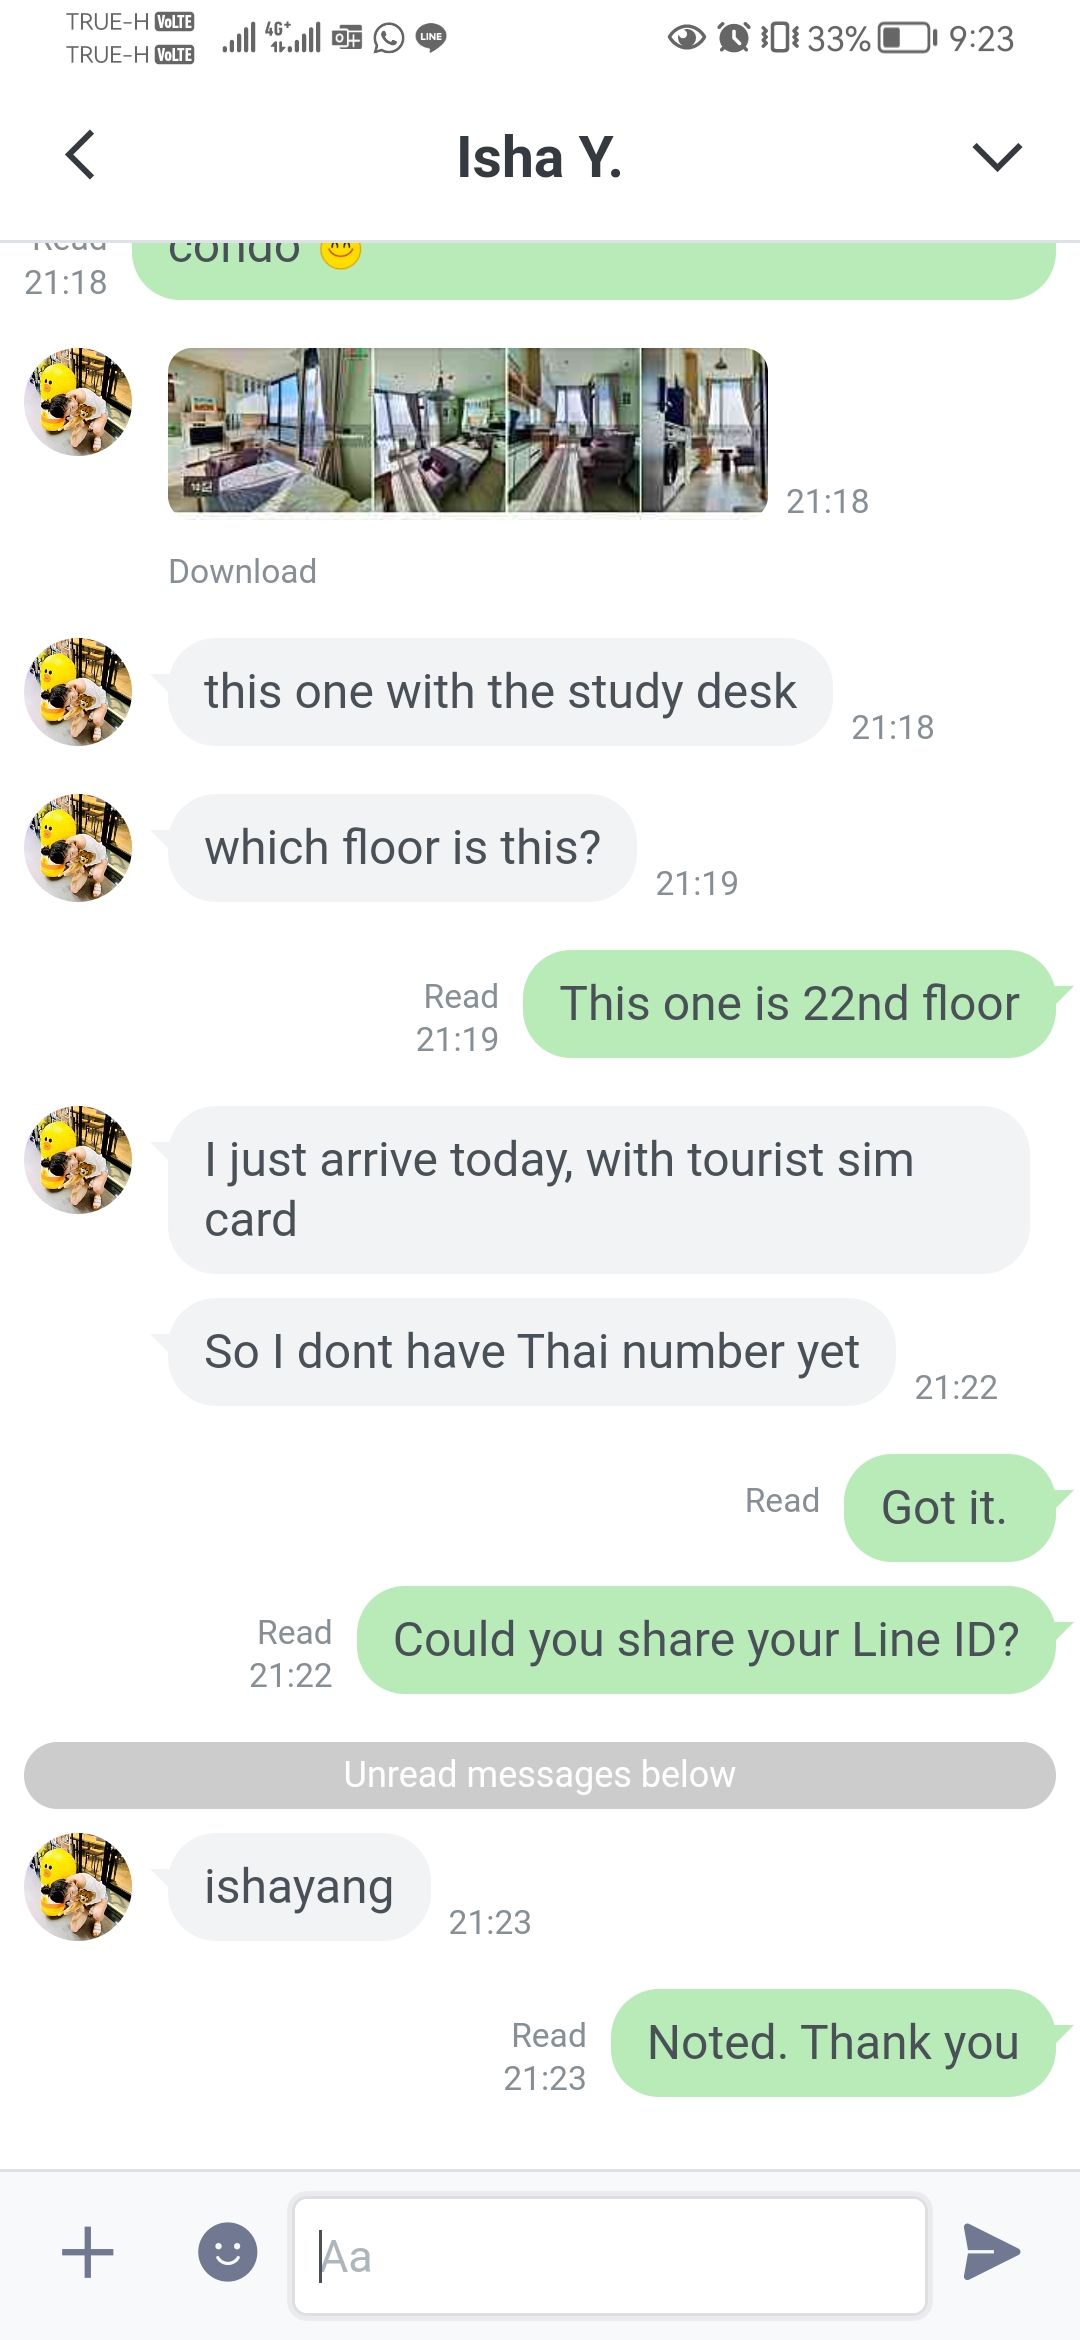 TRUE-H VoLTE
TRUE-H VoLTE
4G+
LINE
33%
9:23
Isha Y.
Read
21:18
condo 😊
21:18
Download
this one with the study desk
21:18
which floor is this?
21:19
Read
21:19
This one is 22nd floor
I just arrive today, with tourist sim
card
So I dont have Thai number yet
21:22
Read
Got it.
Read
21:22
Could you share your Line ID?
Unread messages below
ishayang
21:23
Read
21:23
Noted. Thank you
Aa